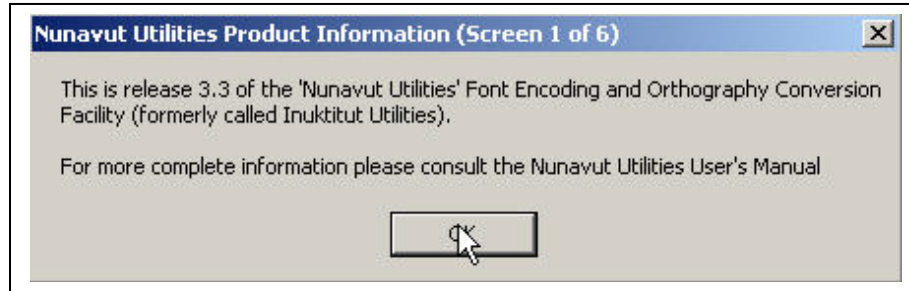 Nunavut Utilities Product Information (Screen 1 of 6)
This is release 3.3 of the 'Nunavut Utilities' Font Encoding and Orthography Conversion
Facility (formerly called Inuktitut Utilities).
For more complete information please consult the Nunavut Utilities User's Manual
OK